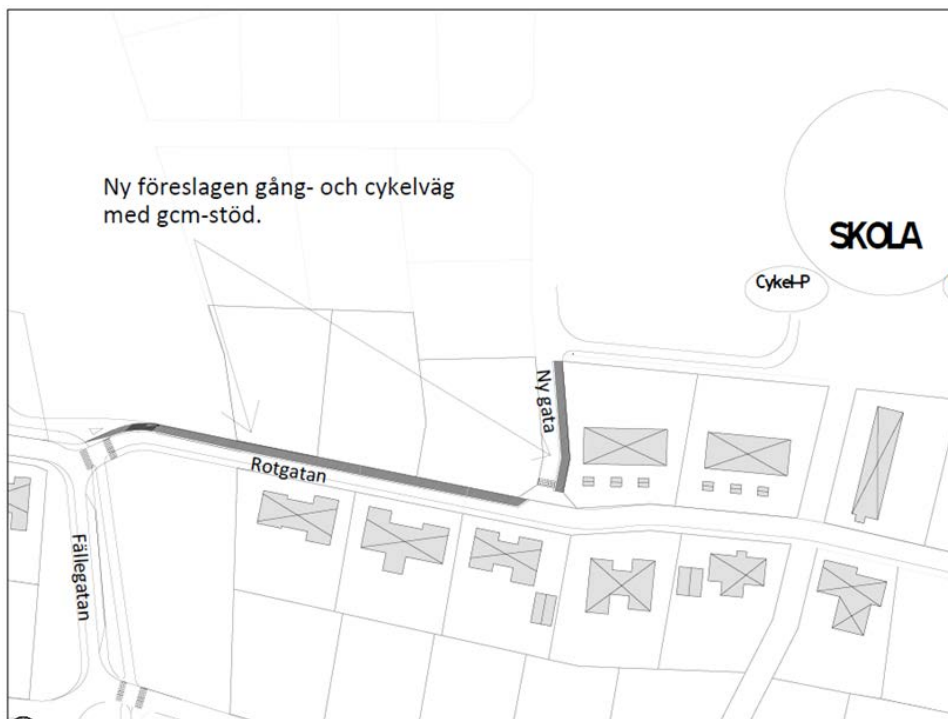 Ny föreslagen gång- och cykelväg
med gcm-stöd.
SKOLA
Cykel-P
Ny gata
Rotgatan
Fällegatan